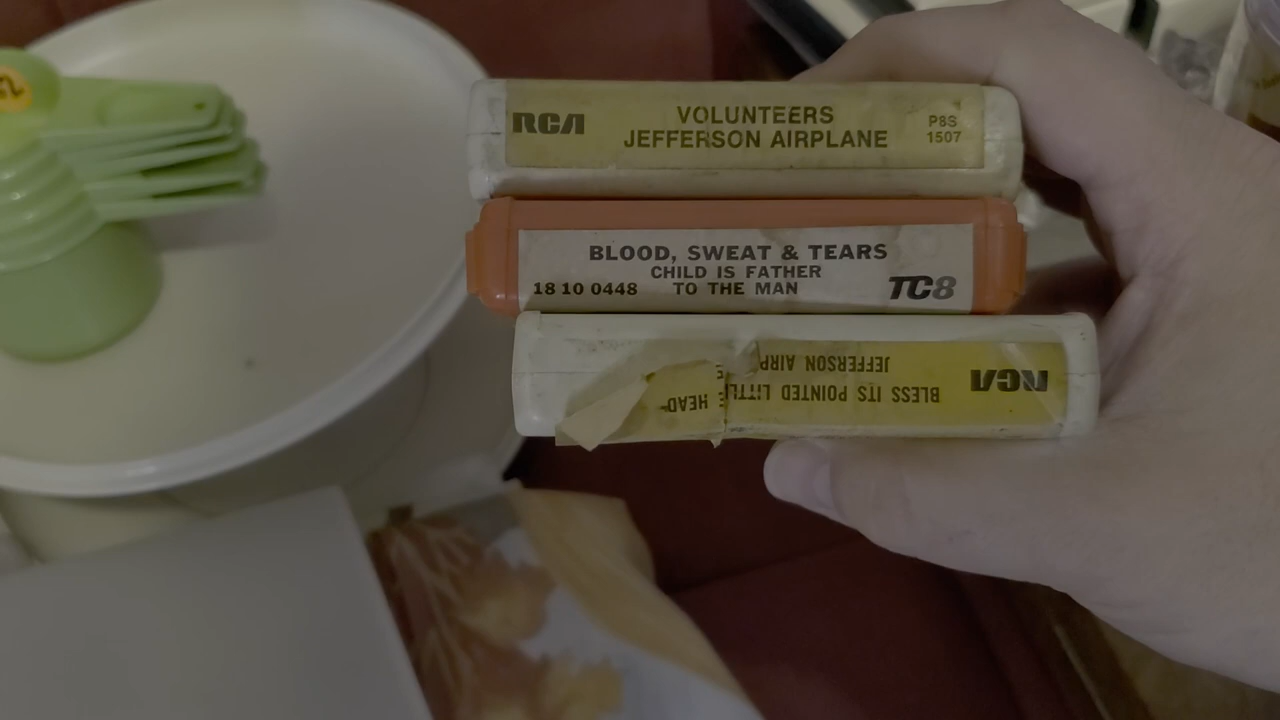 RCA
VOLUNTEERS
JEFFERSON AIRPLANE
P8S
1507
BLOOD, SWEAT & TEARS
CHILD IS FATHER
TO THE MAN
18 10 0448
TC8
RCA
BLESS ITS POINTED LITTLE HEAD
JEFFERSON AIRP